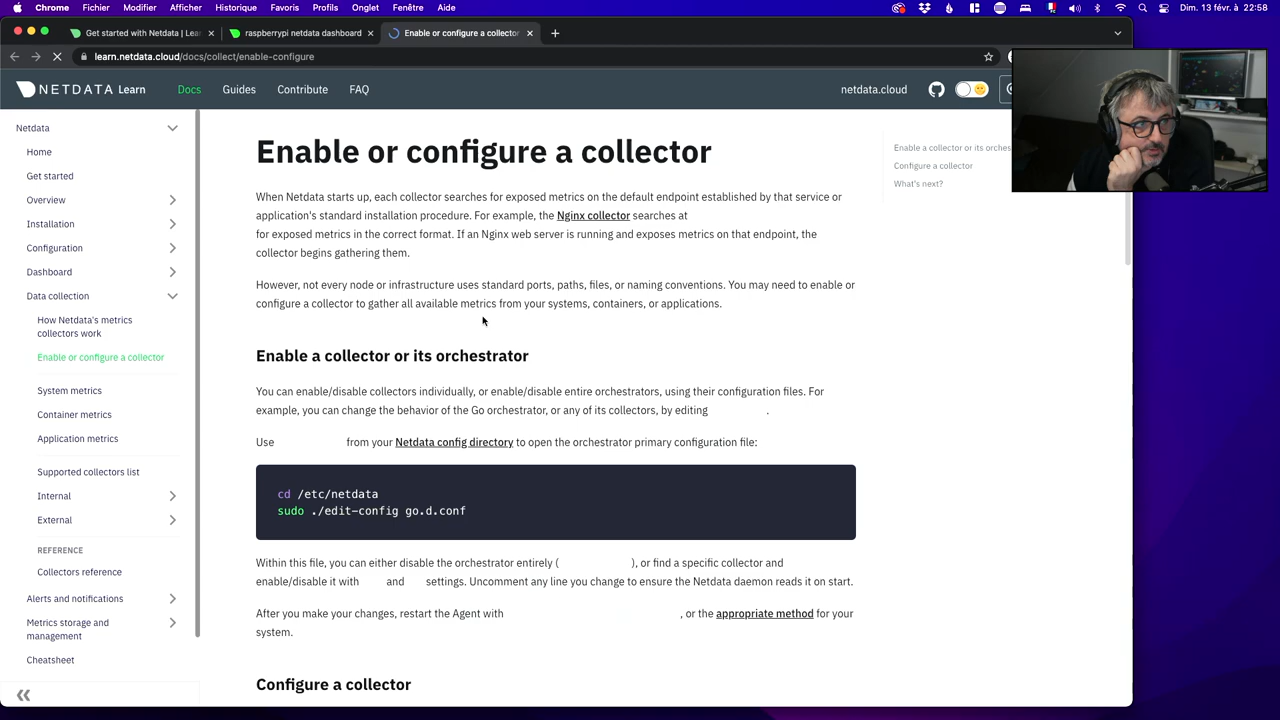 Chrome Modifier Afficher Historique Favoris Profils Onglet Fenêtre Aide
Dim. 13 févr à 22:58
Get started with Netdata | Lear
raspberrypi netdata dashboard
Enable or configure a collector
learn.netdata.cloud/docs/collect/enable-configure
NETDATA Learn
Docs
Guides
Contribute
FAQ
netdata.cloud
Netdata
Home
Get started
Overview
Installation
Configuration
Dashboard
Data collection
How Netdata's metrics
collectors work
Enable or configure a collector
System metrics
Container metrics
Application metrics
Supported collectors list
Internal
External
REFERENCE
Collectors reference
Alerts and notifications
Metrics storage and
management
Cheatsheet
Enable or configure a collector
When Netdata starts up, each collector searches for exposed metrics on the default endpoint established by that service or
application's standard installation procedure. For example, the Nginx collector searches at
for exposed metrics in the correct format. If an Nginx web server is running and exposes metrics on that endpoint, the
collector begins gathering them.
However, not every node or infrastructure uses standard ports, paths, files, or naming conventions. You may need to enable or
configure a collector to gather all available metrics from your systems, containers, or applications.
Enable a collector or its orchestrator
You can enable/disable collectors individually, or enable/disable entire orchestrators, using their configuration files. For
example, you can change the behavior of the Go orchestrator, or any of its collectors, by editing .
Use from your Netdata config directory to open the orchestrator primary configuration file:
cd /etc/netdata
sudo ./edit-config go.d.conf
Within this file, you can either disable the orchestrator entirely ( ), or find a specific collector and
enable/disable it with and settings. Uncomment any line you change to ensure the Netdata daemon reads it on start.
After you make your changes, restart the Agent with , or the appropriate method for your
system.
Configure a collector
Enable a collector or its orches
Configure a collector
What's next?